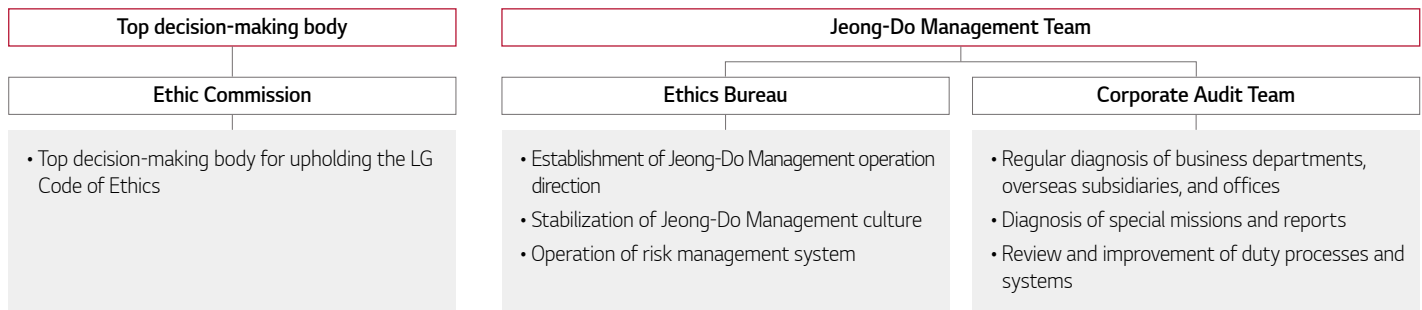 Top decision-making body
Ethic Commission
• Top decision-making body for upholding the LG
Code of Ethics
Jeong-Do Management Team
Ethics Bureau
• Establishment of Jeong-Do Management operation
direction
• Stabilization of Jeong-Do Management culture
• Operation of risk management system
Corporate Audit Team
• Regular diagnosis of business departments,
overseas subsidiaries, and offices
• Diagnosis of special missions and reports
• Review and improvement of duty processes and
systems